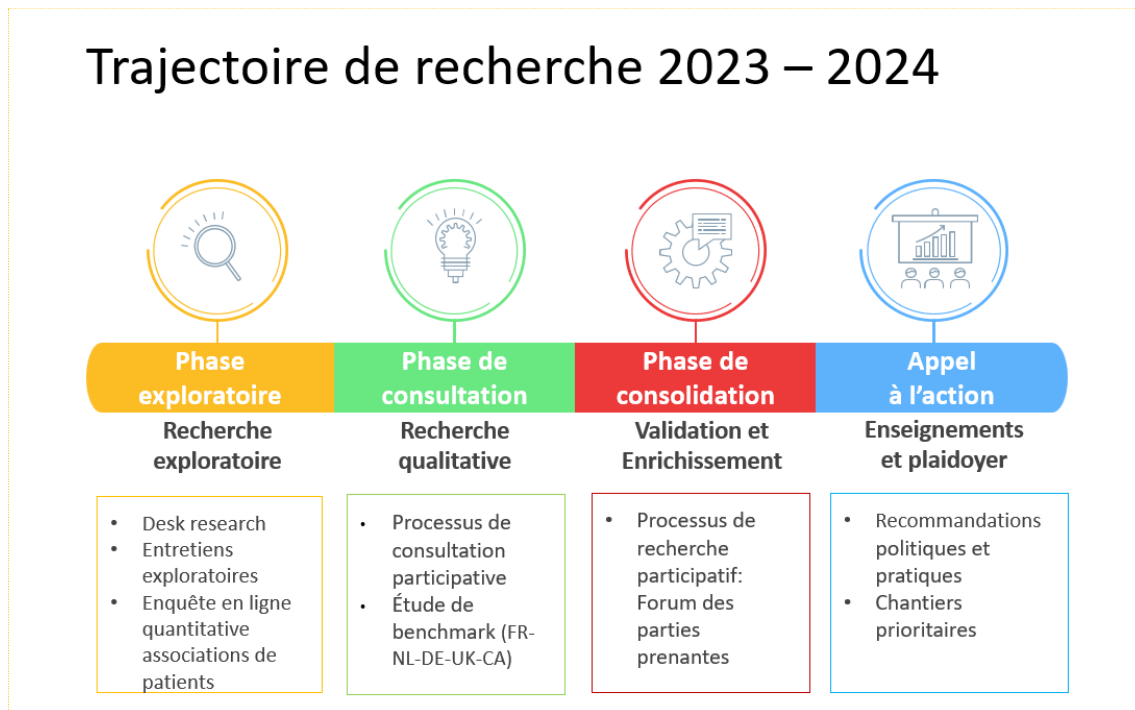 Trajectoire de recherche 2023 – 2024
Phase
exploratoire
Recherche
exploratoire
• Desk research
• Entretiens
exploratoires
• Enquête en ligne
quantitative
associations de
patients
Phase de
consultation
Recherche
qualitative
• Processus de
consultation
participative
• Étude de
benchmark (FR-
NL-DE-UK-CA)
Phase de
consolidation
Validation et
Enrichissement
• Processus de
recherche
participatif:
Forum des
parties
prenantes
Appel
à l’action
Enseignements
et plaidoyer
• Recommandations
politiques et
pratiques
• Chantiers
prioritaires